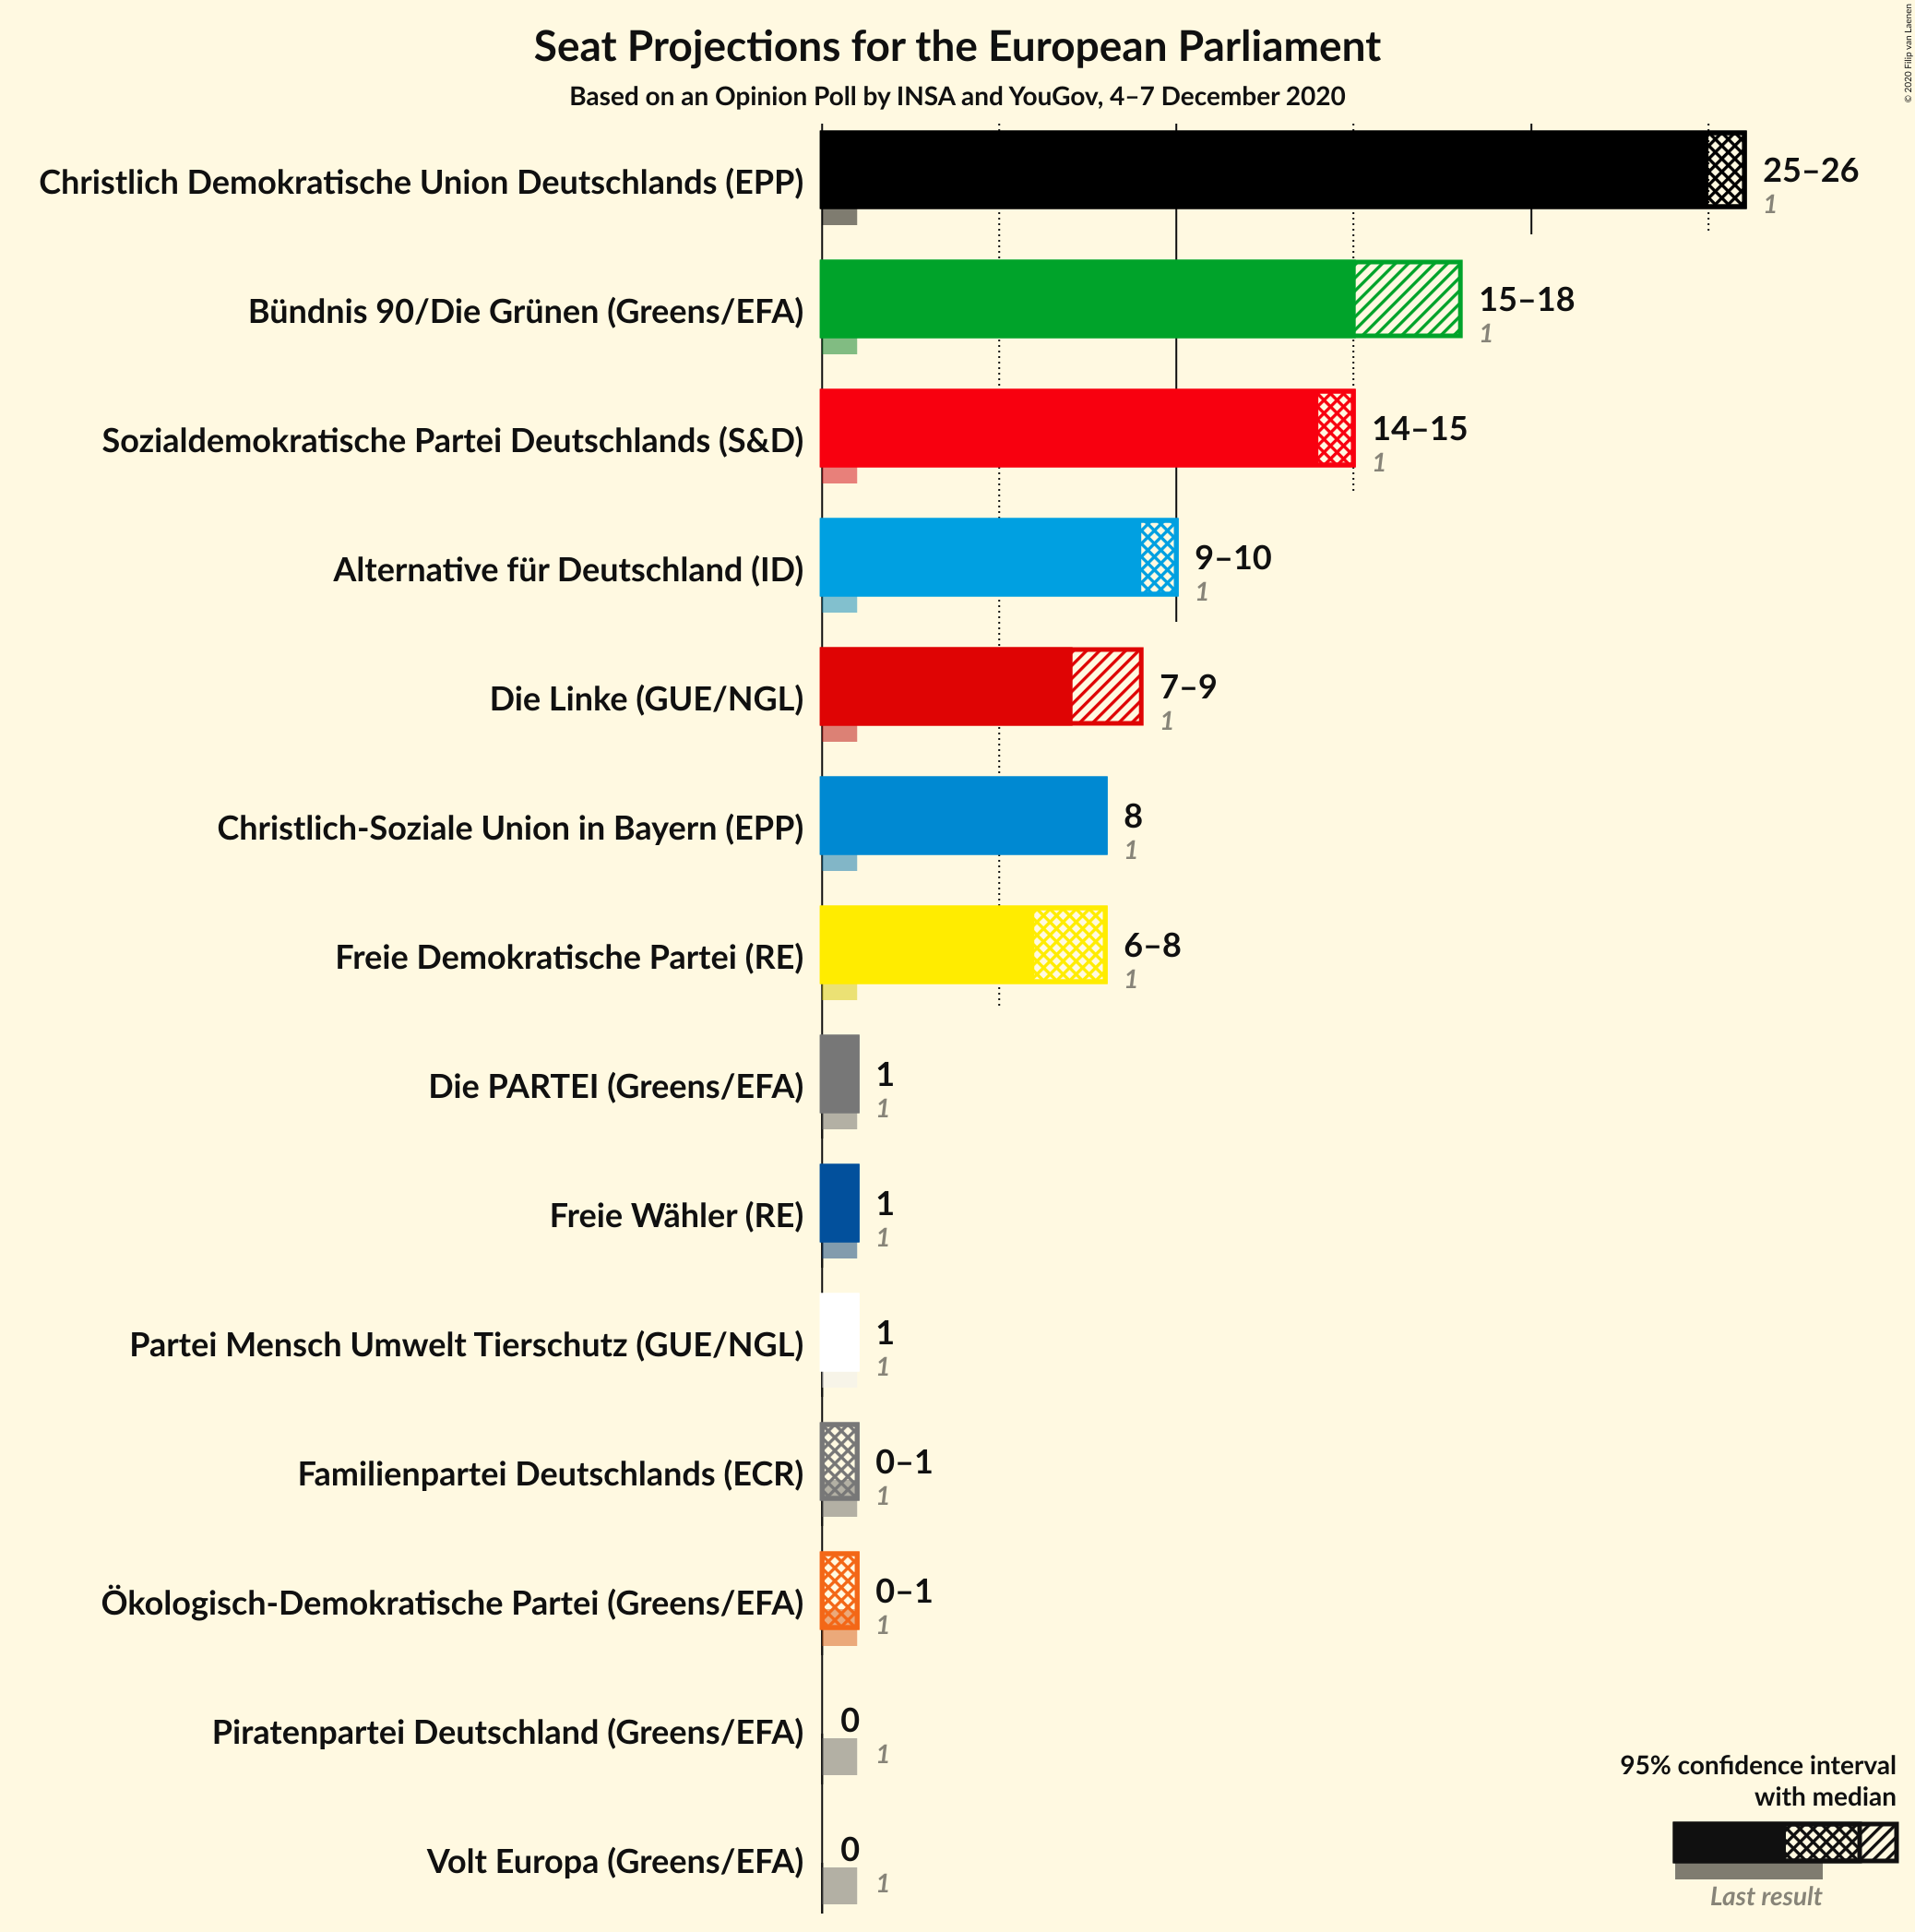 Seat Projections for the European Parliament
Based on an Opinion Poll by INSA and YouGov, 4–7 December 2020
© 2020 Filip van Laenen
Christlich Demokratische Union Deutschlands (EPP)
25–26
1
Bündnis 90/Die Grünen (Greens/EFA)
15–18
1
Sozialdemokratische Partei Deutschlands (S&D)
14–15
1
Alternative für Deutschland (ID)
9–10
1
Die Linke (GUE/NGL)
7–9
1
Christlich-Soziale Union in Bayern (EPP)
8
1
Freie Demokratische Partei (RE)
6–8
1
Die PARTEI (Greens/EFA)
1
1
Freie Wähler (RE)
1
1
Partei Mensch Umwelt Tierschutz (GUE/NGL)
1
1
Familienpartei Deutschlands (ECR)
0–1
1
Ökologisch-Demokratische Partei (Greens/EFA)
0–1
1
Piratenpartei Deutschland (Greens/EFA)
0
1
Volt Europa (Greens/EFA)
0
1
95% confidence interval
with median
Last result